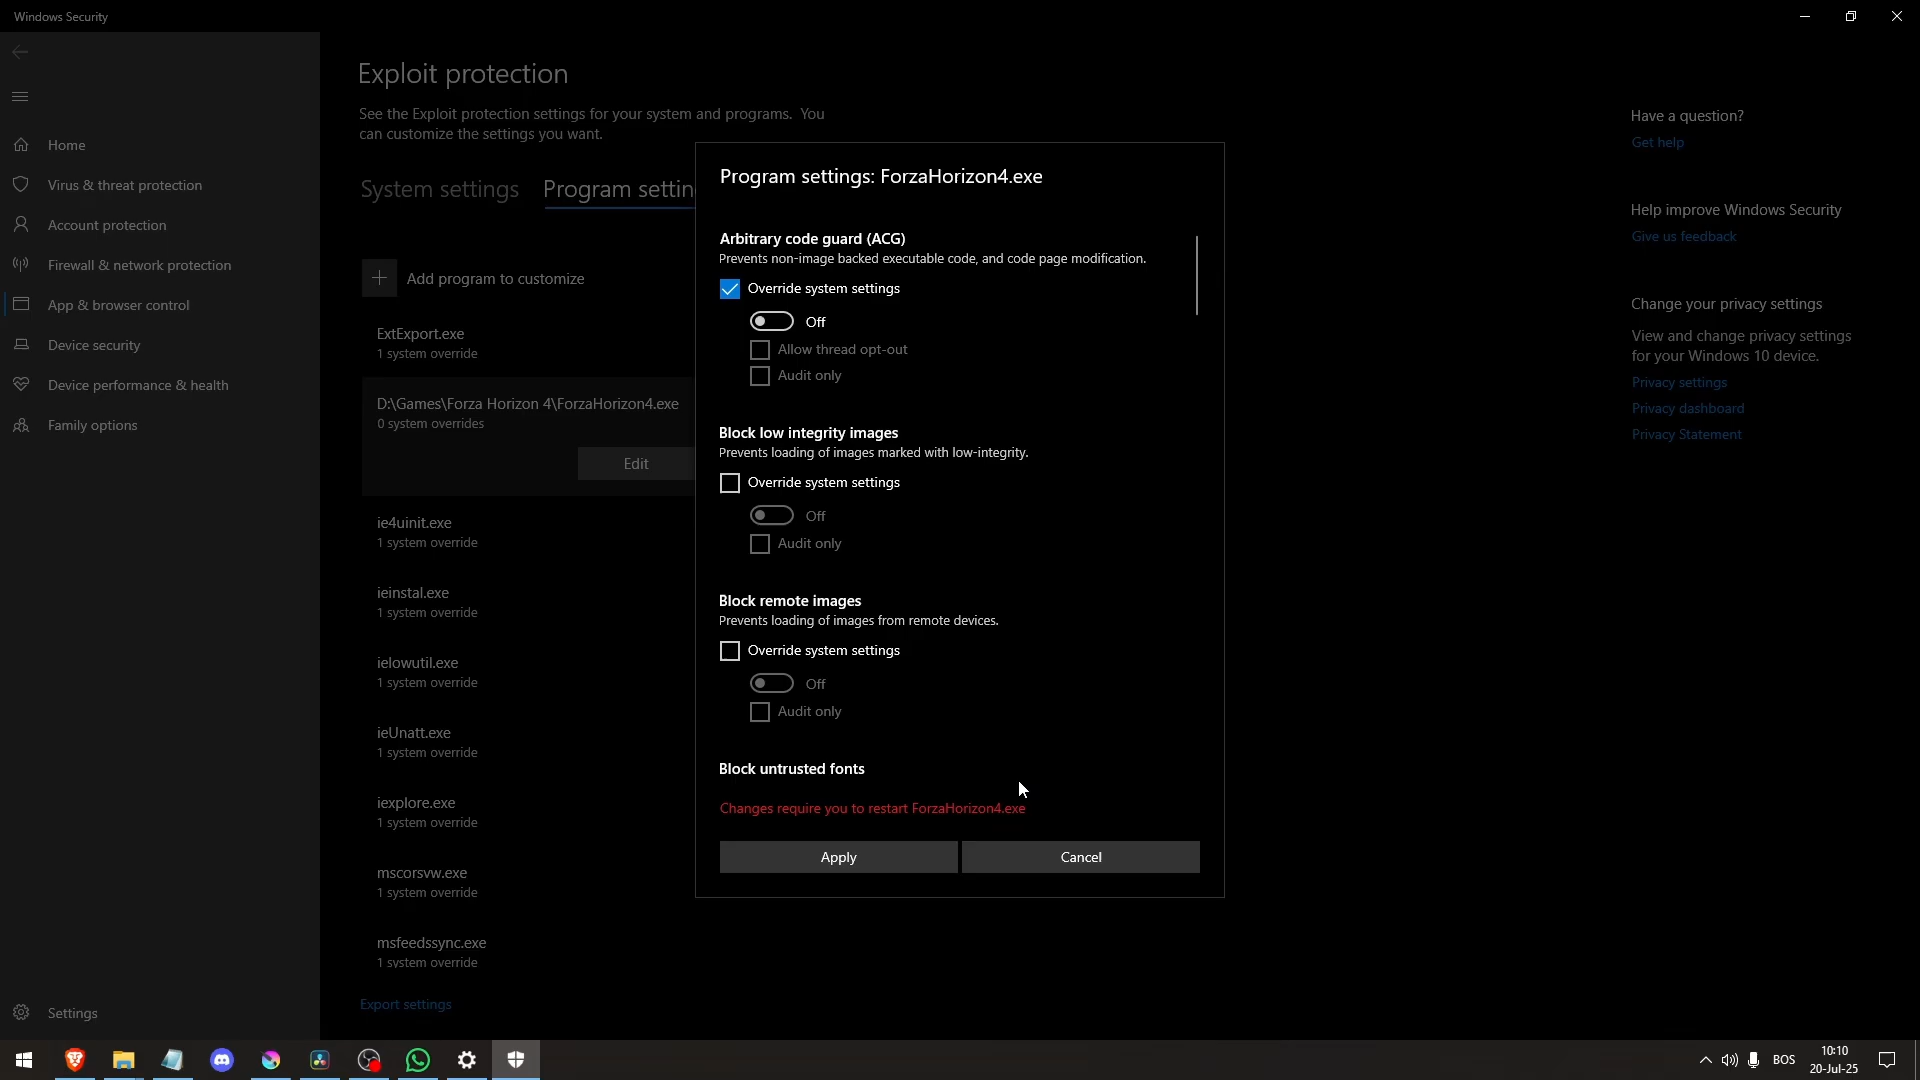 Windows Security
Home
Virus & threat protection
Account protection
Firewall & network protection
App & browser control
Device security
Device performance & health
Family options
Settings
Exploit protection
See the Exploit protection settings for your system and programs.  You
can customize the settings you want.
System settings
Program settin
Add program to customize
ExtExport.exe
1 system override
D:\Games\Forza Horizon 4\ForzaHorizon4.exe
0 system overrides
Edit
ie4uinit.exe
1 system override
ieinstal.exe
1 system override
ielowutil.exe
1 system override
ieUnatt.exe
1 system override
iexplore.exe
1 system override
mscorsvw.exe
1 system override
msfeedssync.exe
1 system override
Export settings
Program settings: ForzaHorizon4.exe
Arbitrary code guard (ACG)
Prevents non-image backed executable code, and code page modification.
Override system settings
Off
Allow thread opt-out
Audit only
Block low integrity images
Prevents loading of images marked with low-integrity.
Override system settings
Off
Audit only
Block remote images
Prevents loading of images from remote devices.
Override system settings
Off
Audit only
Block untrusted fonts
Changes require you to restart ForzaHorizon4.exe
Apply
Cancel
Have a question?
Get help
Help improve Windows Security
Give us feedback
Change your privacy settings
View and change privacy settings
for your Windows 10 device.
Privacy settings
Privacy dashboard
Privacy Statement
BOS
10:10
20-Jul-25